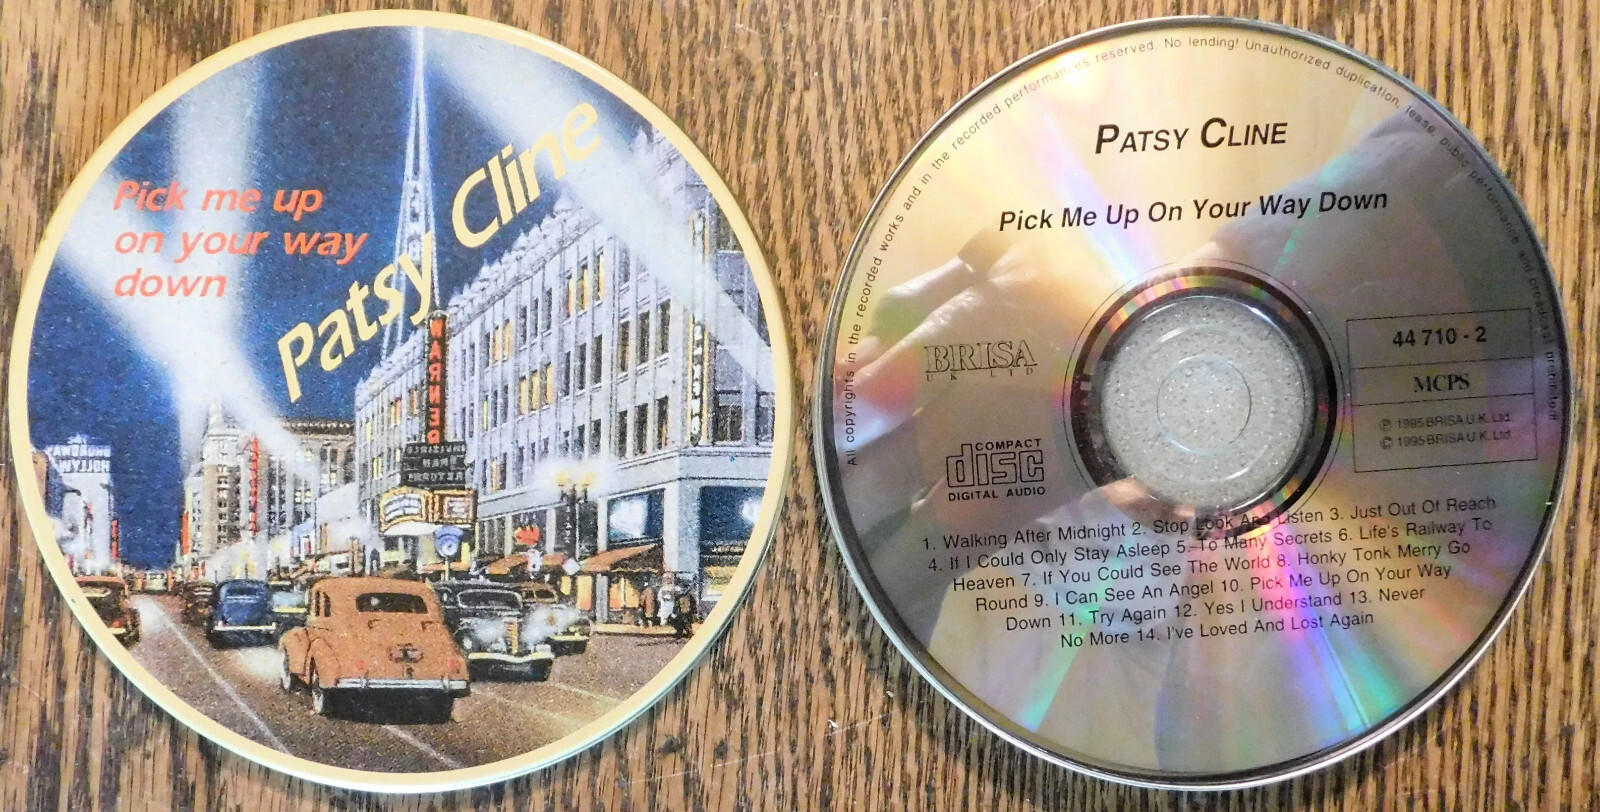 Pick me up
on your way
down
Patsy Cline
WARNER
BROADWAY
HOLLYW
All copyrights in the recorded works and in the recorded performances reserved. No lending! Unauthorized duplication, lease, public performance and broadcast prohibited
PATSY CLINE
Pick Me Up On Your Way Down
BRISA
UK LTD
44 710 - 2
MCPS
℗ 1995 BRISA U.K. Ltd.
© 1995 BRISA U.K. Ltd.
COMPACT
disc
DIGITAL AUDIO
1. Walking After Midnight 2. Stop Look And Listen 3. Just Out Of Reach
4. If I Could Only Stay Asleep 5. To Many Secrets 6. Life's Railway To
Heaven 7. If You Could See The World 8. Honky Tonk Merry Go
Round 9. I Can See An Angel 10. Pick Me Up On Your Way
Down 11. Try Again 12. Yes I Understand 13. Never
No More 14. I've Loved And Lost Again